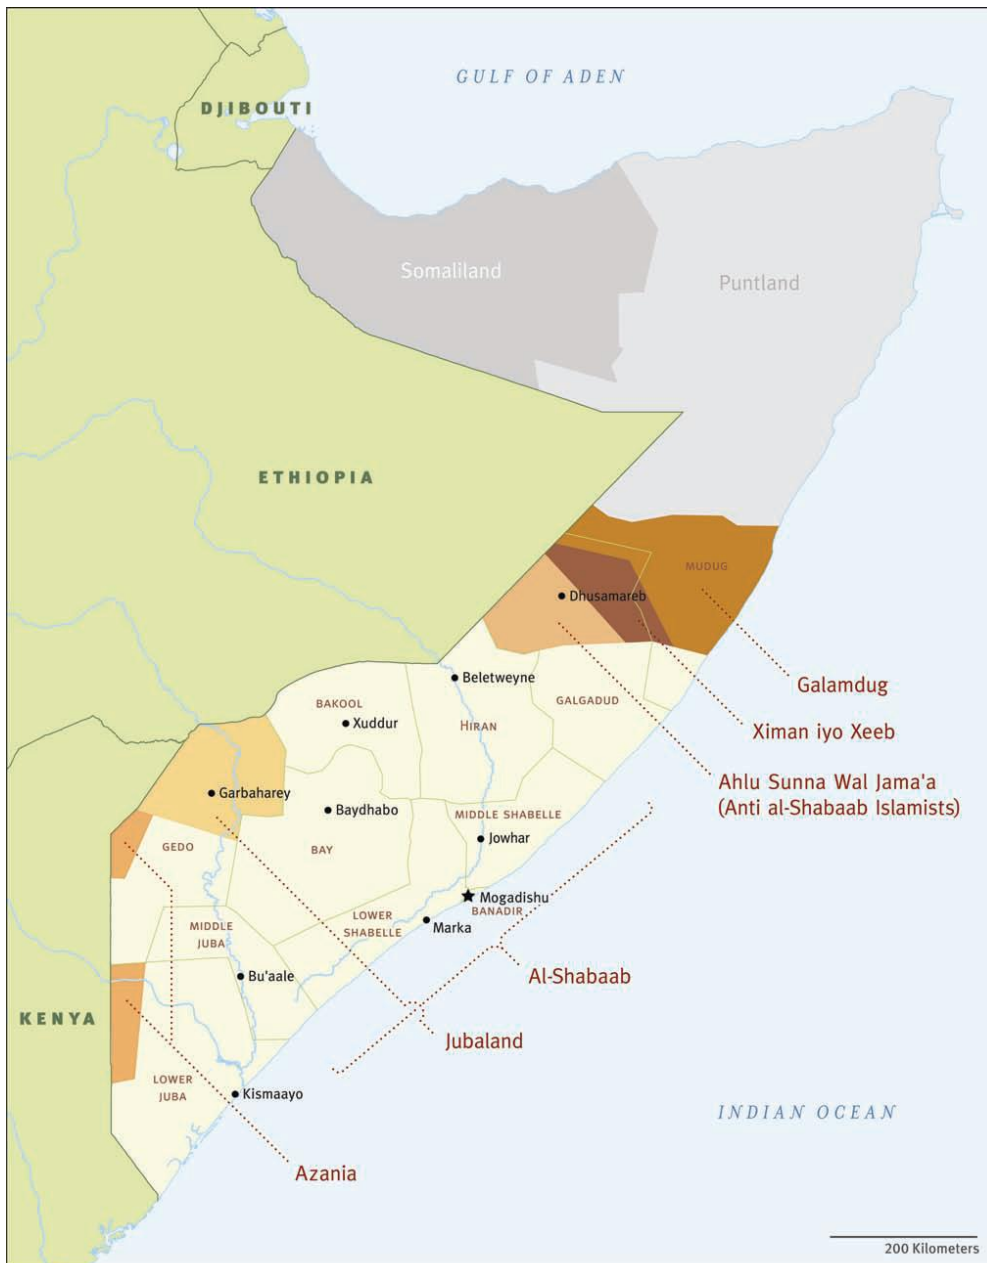 GULF OF ADEN
DJIBOUTI
Somaliland
Puntland
ETHIOPIA
MUDUG
Dhusamareb
Beletweyne
Galamdug
BAKOOL
GALGADUD
Xuddur
HIRAN
Ximan iyo Xeeb
Ahlu Sunna Wal Jama'a
(Anti al-Shabaab Islamists)
Garbaharey
Baydhabo
MIDDLE SHABELLE
Jowhar
GEDO
BAY
Mogadishu
BANADIR
LOWER
SHABELLE
Marka
MIDDLE
JUBA
Bu'aale
Al-Shabaab
KENYA
Jubaland
LOWER
JUBA
Kismaayo
INDIAN OCEAN
Azania
200 Kilometers